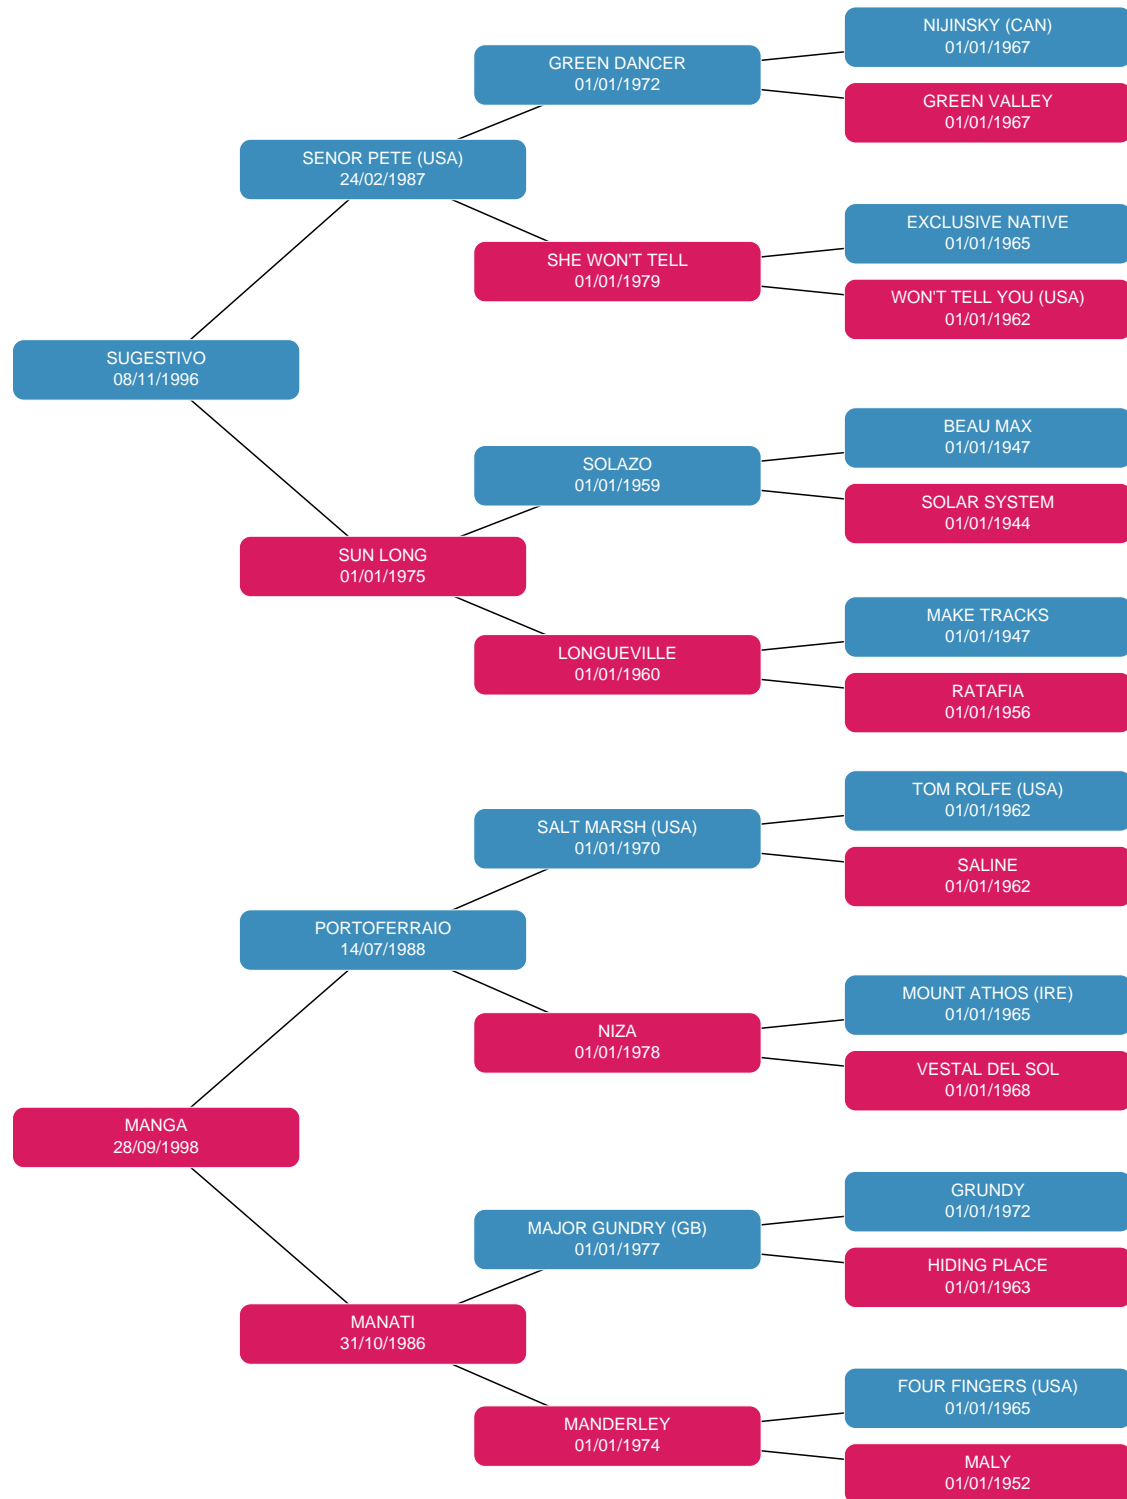 NIJINSKY (CAN)
01/01/1967
GREEN DANCER
01/01/1972
GREEN VALLEY
01/01/1967
SENOR PETE (USA)
24/02/1987
EXCLUSIVE NATIVE
01/01/1965
SHE WON'T TELL
01/01/1979
WON'T TELL YOU (USA)
01/01/1962
SUGESTIVO
08/11/1996
BEAU MAX
01/01/1947
SOLAZO
01/01/1959
SOLAR SYSTEM
01/01/1944
SUN LONG
01/01/1975
MAKE TRACKS
01/01/1947
LONGUEVILLE
01/01/1960
RATAFIA
01/01/1956
TOM ROLFE (USA)
01/01/1962
SALT MARSH (USA)
01/01/1970
SALINE
01/01/1962
PORTOFERRAIO
14/07/1988
MOUNT ATHOS (IRE)
01/01/1965
NIZA
01/01/1978
VESTAL DEL SOL
01/01/1968
MANGA
28/09/1998
GRUNDY
01/01/1972
MAJOR GUNDRY (GB)
01/01/1977
HIDING PLACE
01/01/1963
MANATI
31/10/1986
FOUR FINGERS (USA)
01/01/1965
MANDERLEY
01/01/1974
MALY
01/01/1952